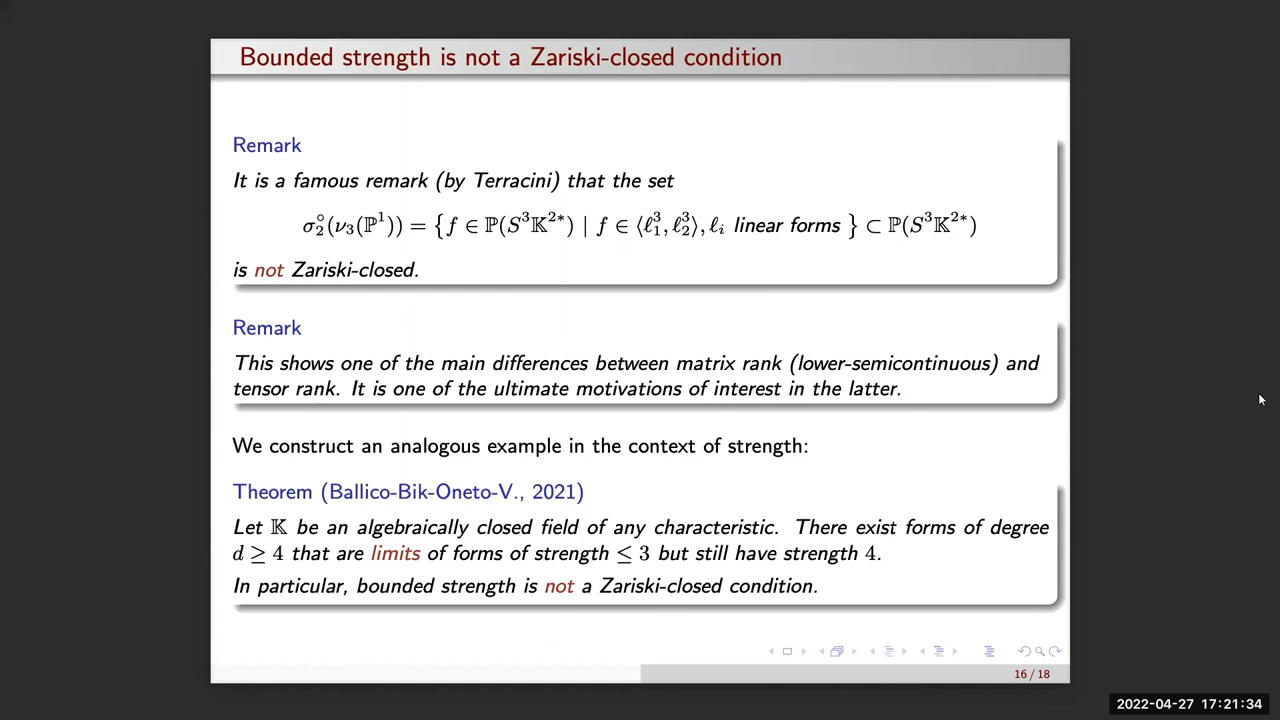 Bounded strength is not a Zariski-closed condition
Remark
It is a famous remark (by Terracini) that the set
σ₂°(ν₃(ℙ¹)) = {f ∈ ℙ(S³𝕂²*) | f ∈ ⟨ℓ₁³, ℓ₂³⟩, ℓᵢ linear forms } ⊂ ℙ(S³𝕂²*)
is not Zariski-closed.
Remark
This shows one of the main differences between matrix rank (lower-semicontinuous) and
tensor rank. It is one of the ultimate motivations of interest in the latter.
We construct an analogous example in the context of strength:
Theorem (Ballico-Bik-Oneto-V., 2021)
Let 𝕂 be an algebraically closed field of any characteristic. There exist forms of degree
d ≥ 4 that are limits of forms of strength ≤ 3 but still have strength 4.
In particular, bounded strength is not a Zariski-closed condition.
16 / 18
2022-04-27 17:21:34